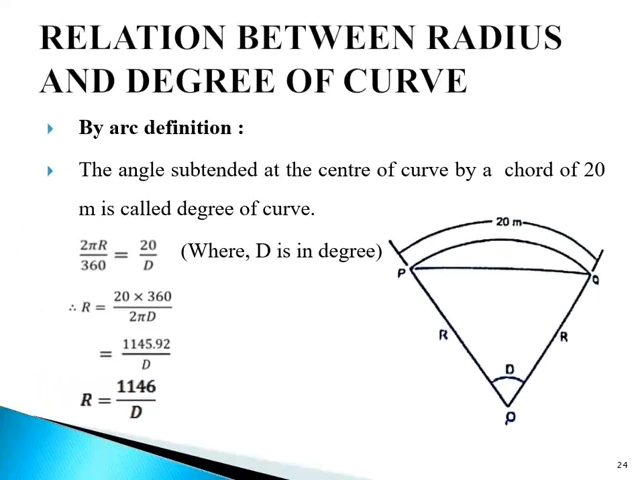 RELATION BETWEEN RADIUS
AND DEGREE OF CURVE
By arc definition :
The angle subtended at the centre of curve by a chord of 20
m is called degree of curve.
2πR/360 = 20/D (Where, D is in degree)
∴ R = 20 × 360/2πD
= 1145.92/D
R = 1146/D
20 m
P
Q
R
R
D
O
24